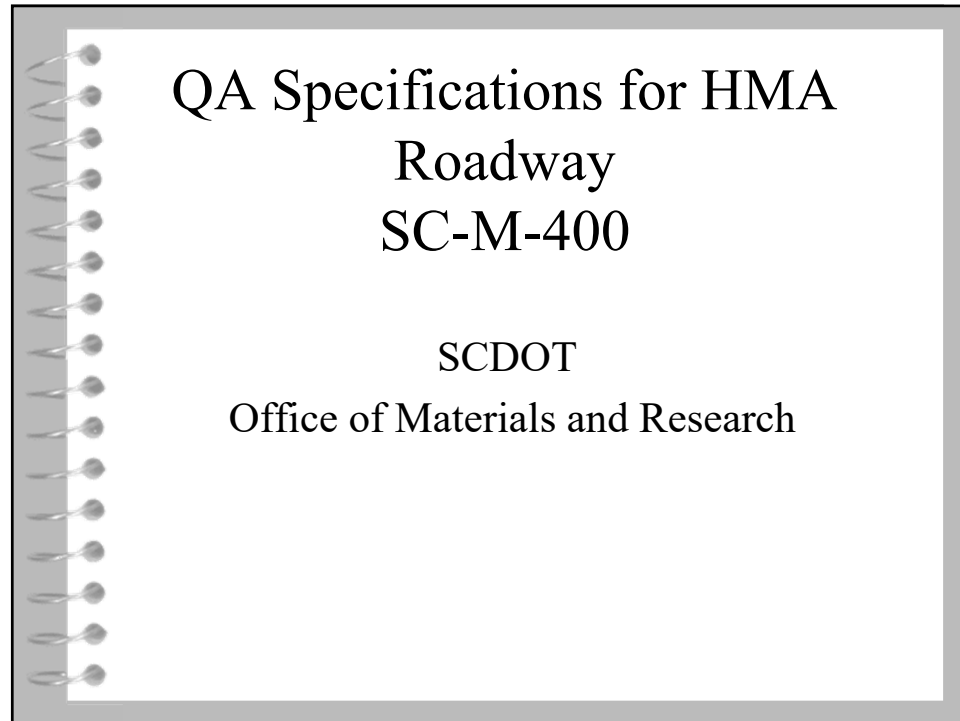 QA Specifications for HMA
Roadway
SC-M-400
SCDOT
Office of Materials and Research